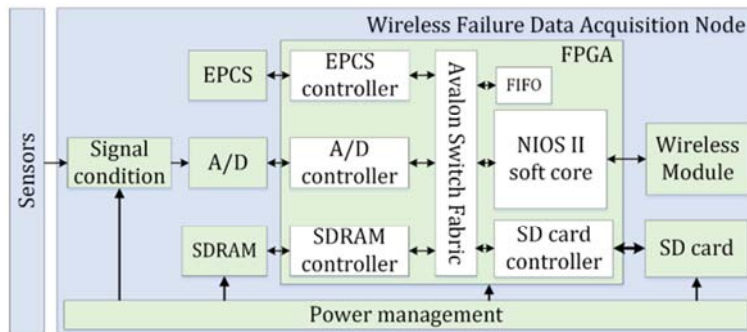 Wireless Failure Data Acquisition Node
FPGA
Sensors
Signal
condition
EPCS
A/D
SDRAM
EPCS
controller
A/D
controller
SDRAM
controller
Avalon Switch Fabric
FIFO
NIOS II
soft core
SD card
controller
Wireless
Module
SD card
Power management